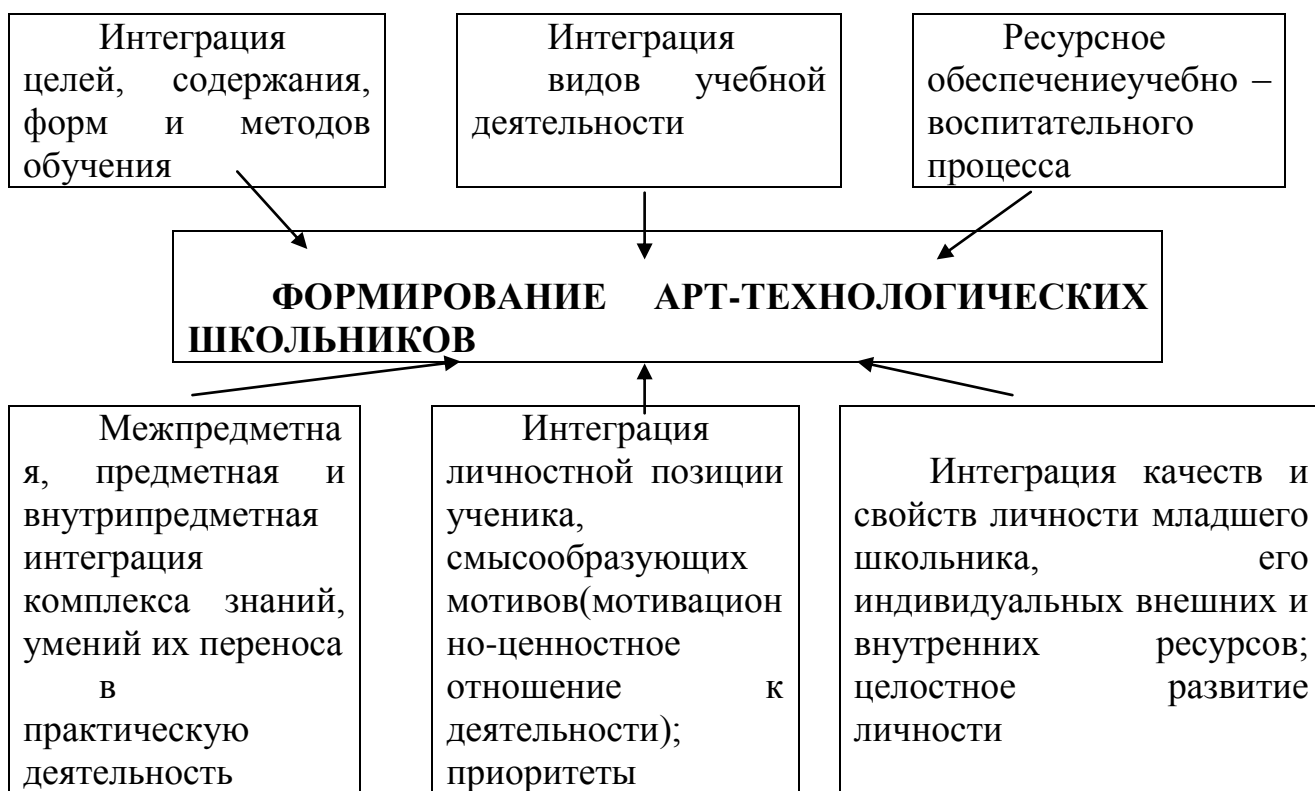 Интеграция
целей, содержания,
форм и методов
обучения
Интеграция
видов учебной
деятельности
Ресурсное
обеспечениеучебно –
воспитательного
процесса
ФОРМИРОВАНИЕ АРТ-ТЕХНОЛОГИЧЕСКИХ
ШКОЛЬНИКОВ
Межпредметна
я, предметная и
внутрипредметная
интеграция
комплекса знаний,
умений их переноса
в
практическую
деятельность
Интеграция
личностной позиции
ученика,
смысообразующих
мотивов(мотивацион
но-ценностное
отношение к
деятельности);
приоритеты
Интеграция качеств и
свойств личности младшего
школьника, его
индивидуальных внешних и
внутренних ресурсов;
целостное развитие
личности